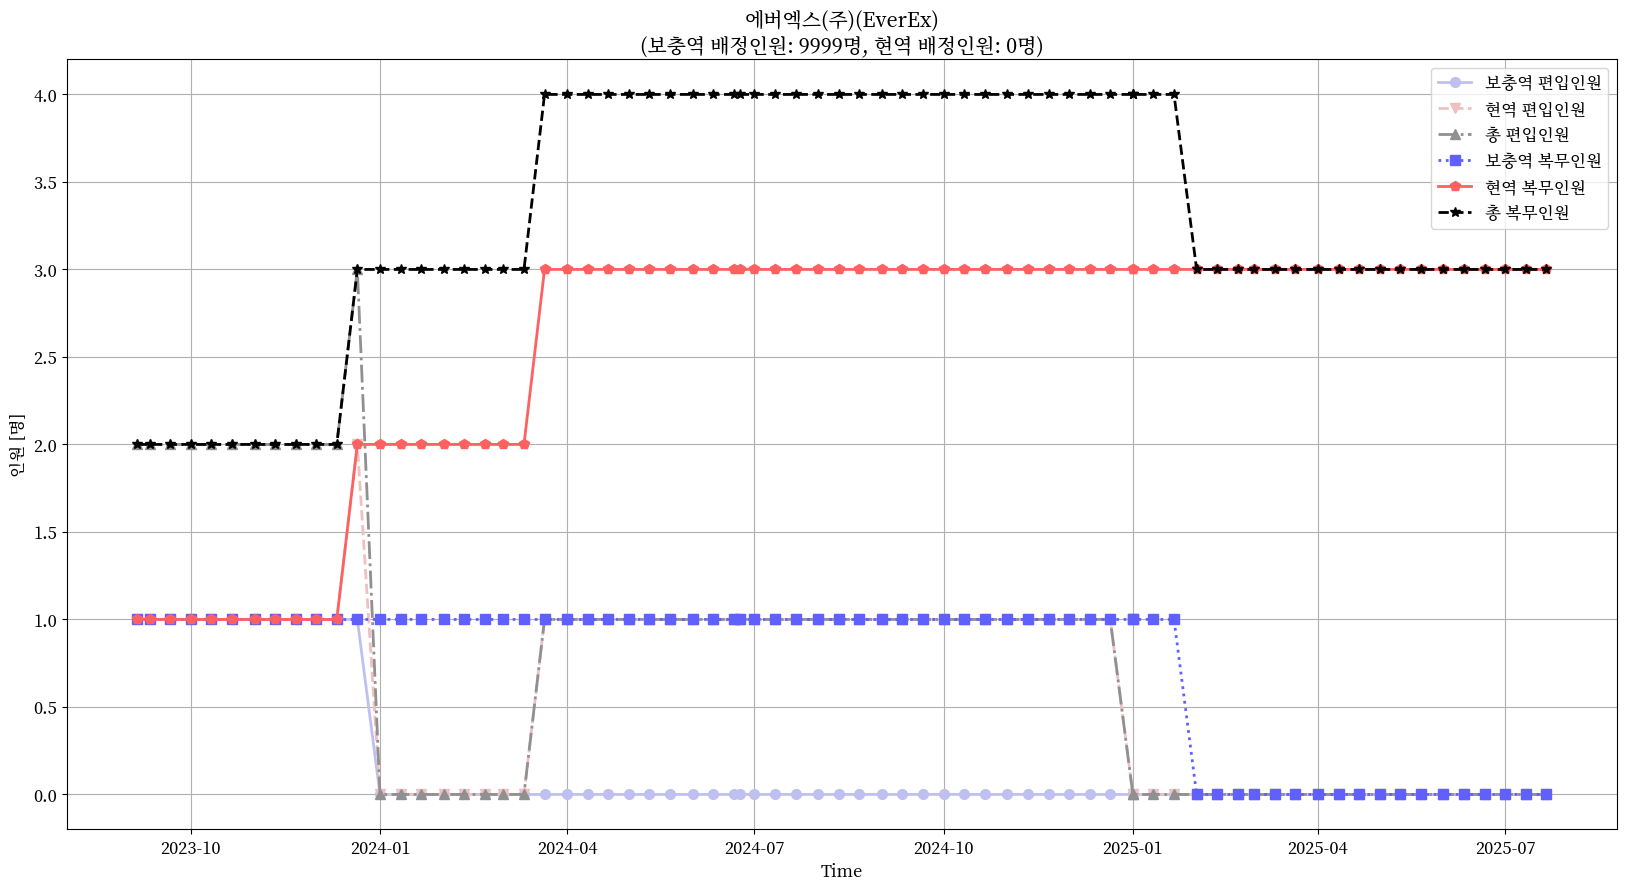 에버엑스(주)(EverEx)
(보충역 배정인원: 9999명, 현역 배정인원: 0명)
보충역 편입인원
현역 편입인원
총 편입인원
보충역 복무인원
현역 복무인원
총 복무인원
인원 [명]
4.0
3.5
3.0
2.5
2.0
1.5
1.0
0.5
0.0
2023-10
2024-01
2024-04
2024-07
2024-10
2025-01
2025-04
2025-07
Time